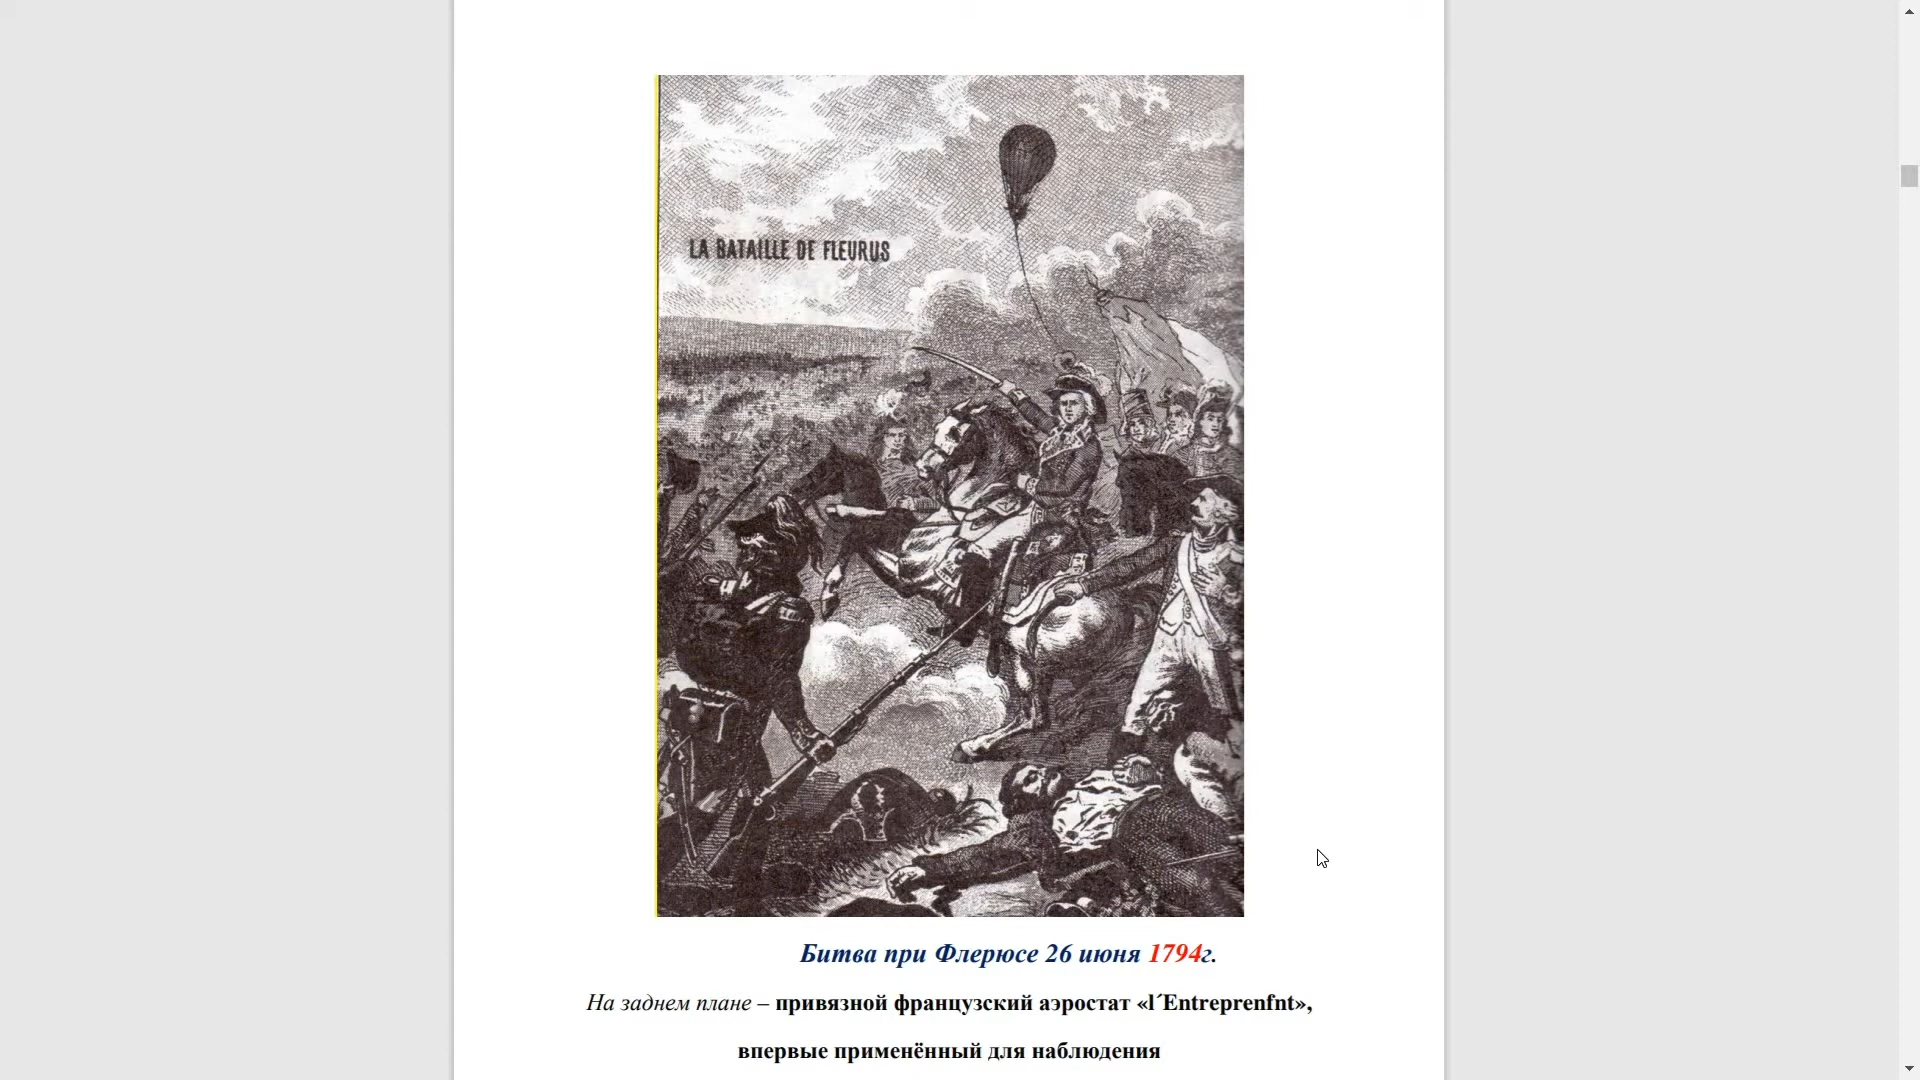 LA BATAILLE DE FLEURUS
Битва при Флерюсе 26 июня 1794г.
На заднем плане – привязной французский аэростат «l´Entreprenfnt»,
впервые применённый для наблюдения